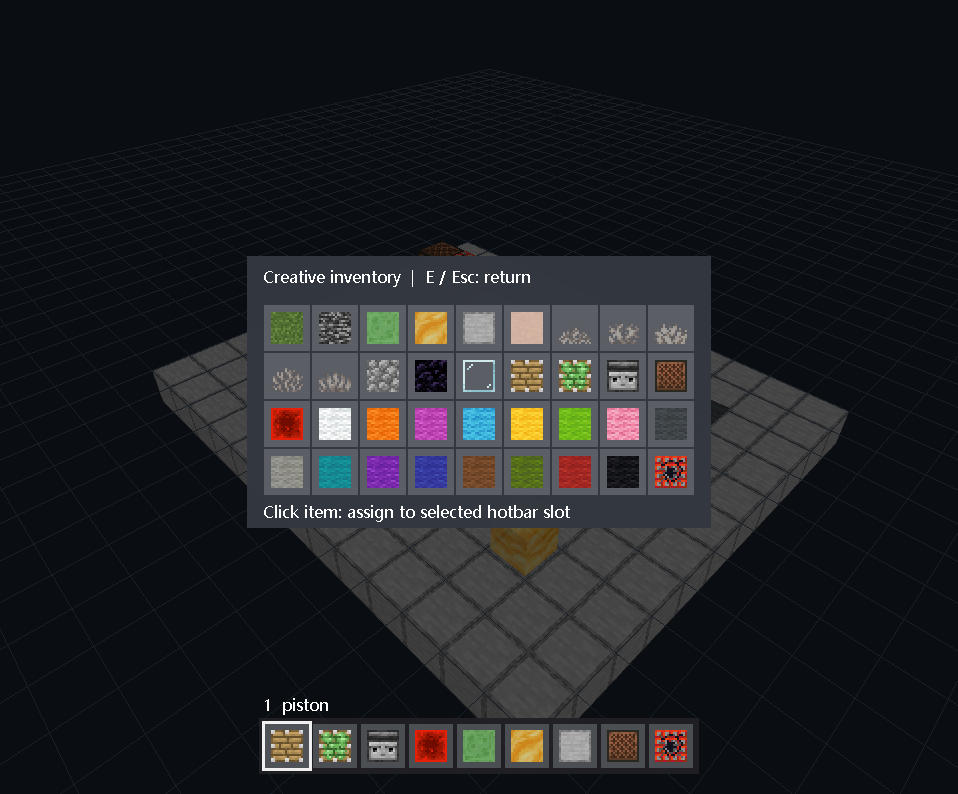 Creative inventory | E / Esc: return
Click item: assign to selected hotbar slot
1 piston